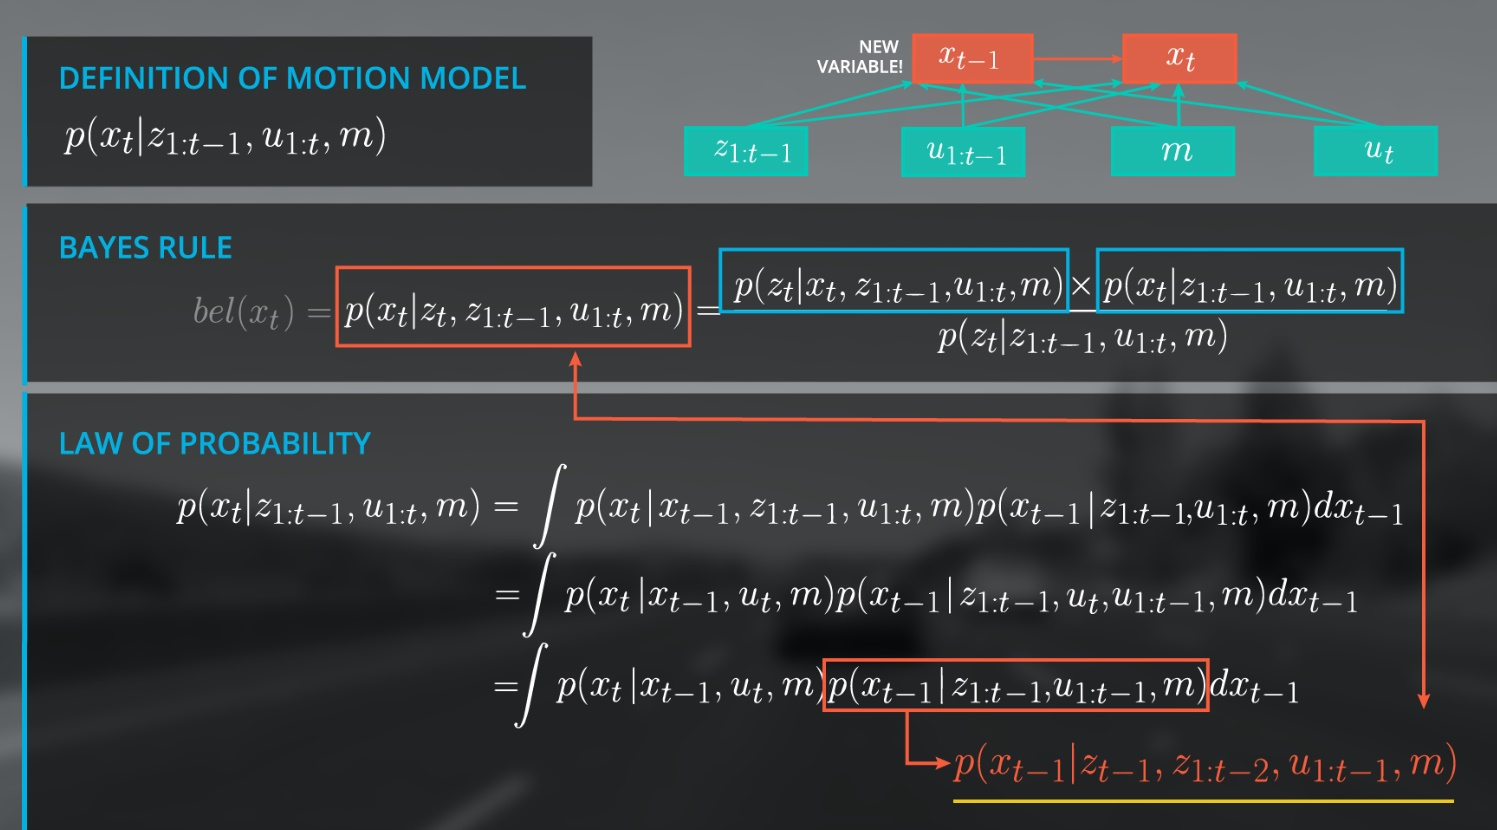 DEFINITION OF MOTION MODEL
p(x_t|z_{1:t−1}, u_{1:t}, m)
NEW
VARIABLE!
x_{t−1}
x_t
z_{1:t−1}
u_{1:t−1}
m
u_t
BAYES RULE
bel(x_t) = p(x_t|z_t, z_{1:t−1}, u_{1:t}, m) = p(z_t|x_t, z_{1:t−1}, u_{1:t}, m) × p(x_t|z_{1:t−1}, u_{1:t}, m)
p(z_t|z_{1:t−1}, u_{1:t}, m)
LAW OF PROBABILITY
p(x_t|z_{1:t−1}, u_{1:t}, m) = ∫ p(x_t|x_{t−1}, z_{1:t−1}, u_{1:t}, m)p(x_{t−1}|z_{1:t−1}, u_{1:t}, m)dx_{t−1}
= ∫ p(x_t|x_{t−1}, u_t, m)p(x_{t−1}|z_{1:t−1}, u_t, u_{1:t−1}, m)dx_{t−1}
= ∫ p(x_t|x_{t−1}, u_t, m)p(x_{t−1}|z_{1:t−1}, u_{1:t−1}, m)dx_{t−1}
p(x_{t−1}|z_{t−1}, z_{1:t−2}, u_{1:t−1}, m)